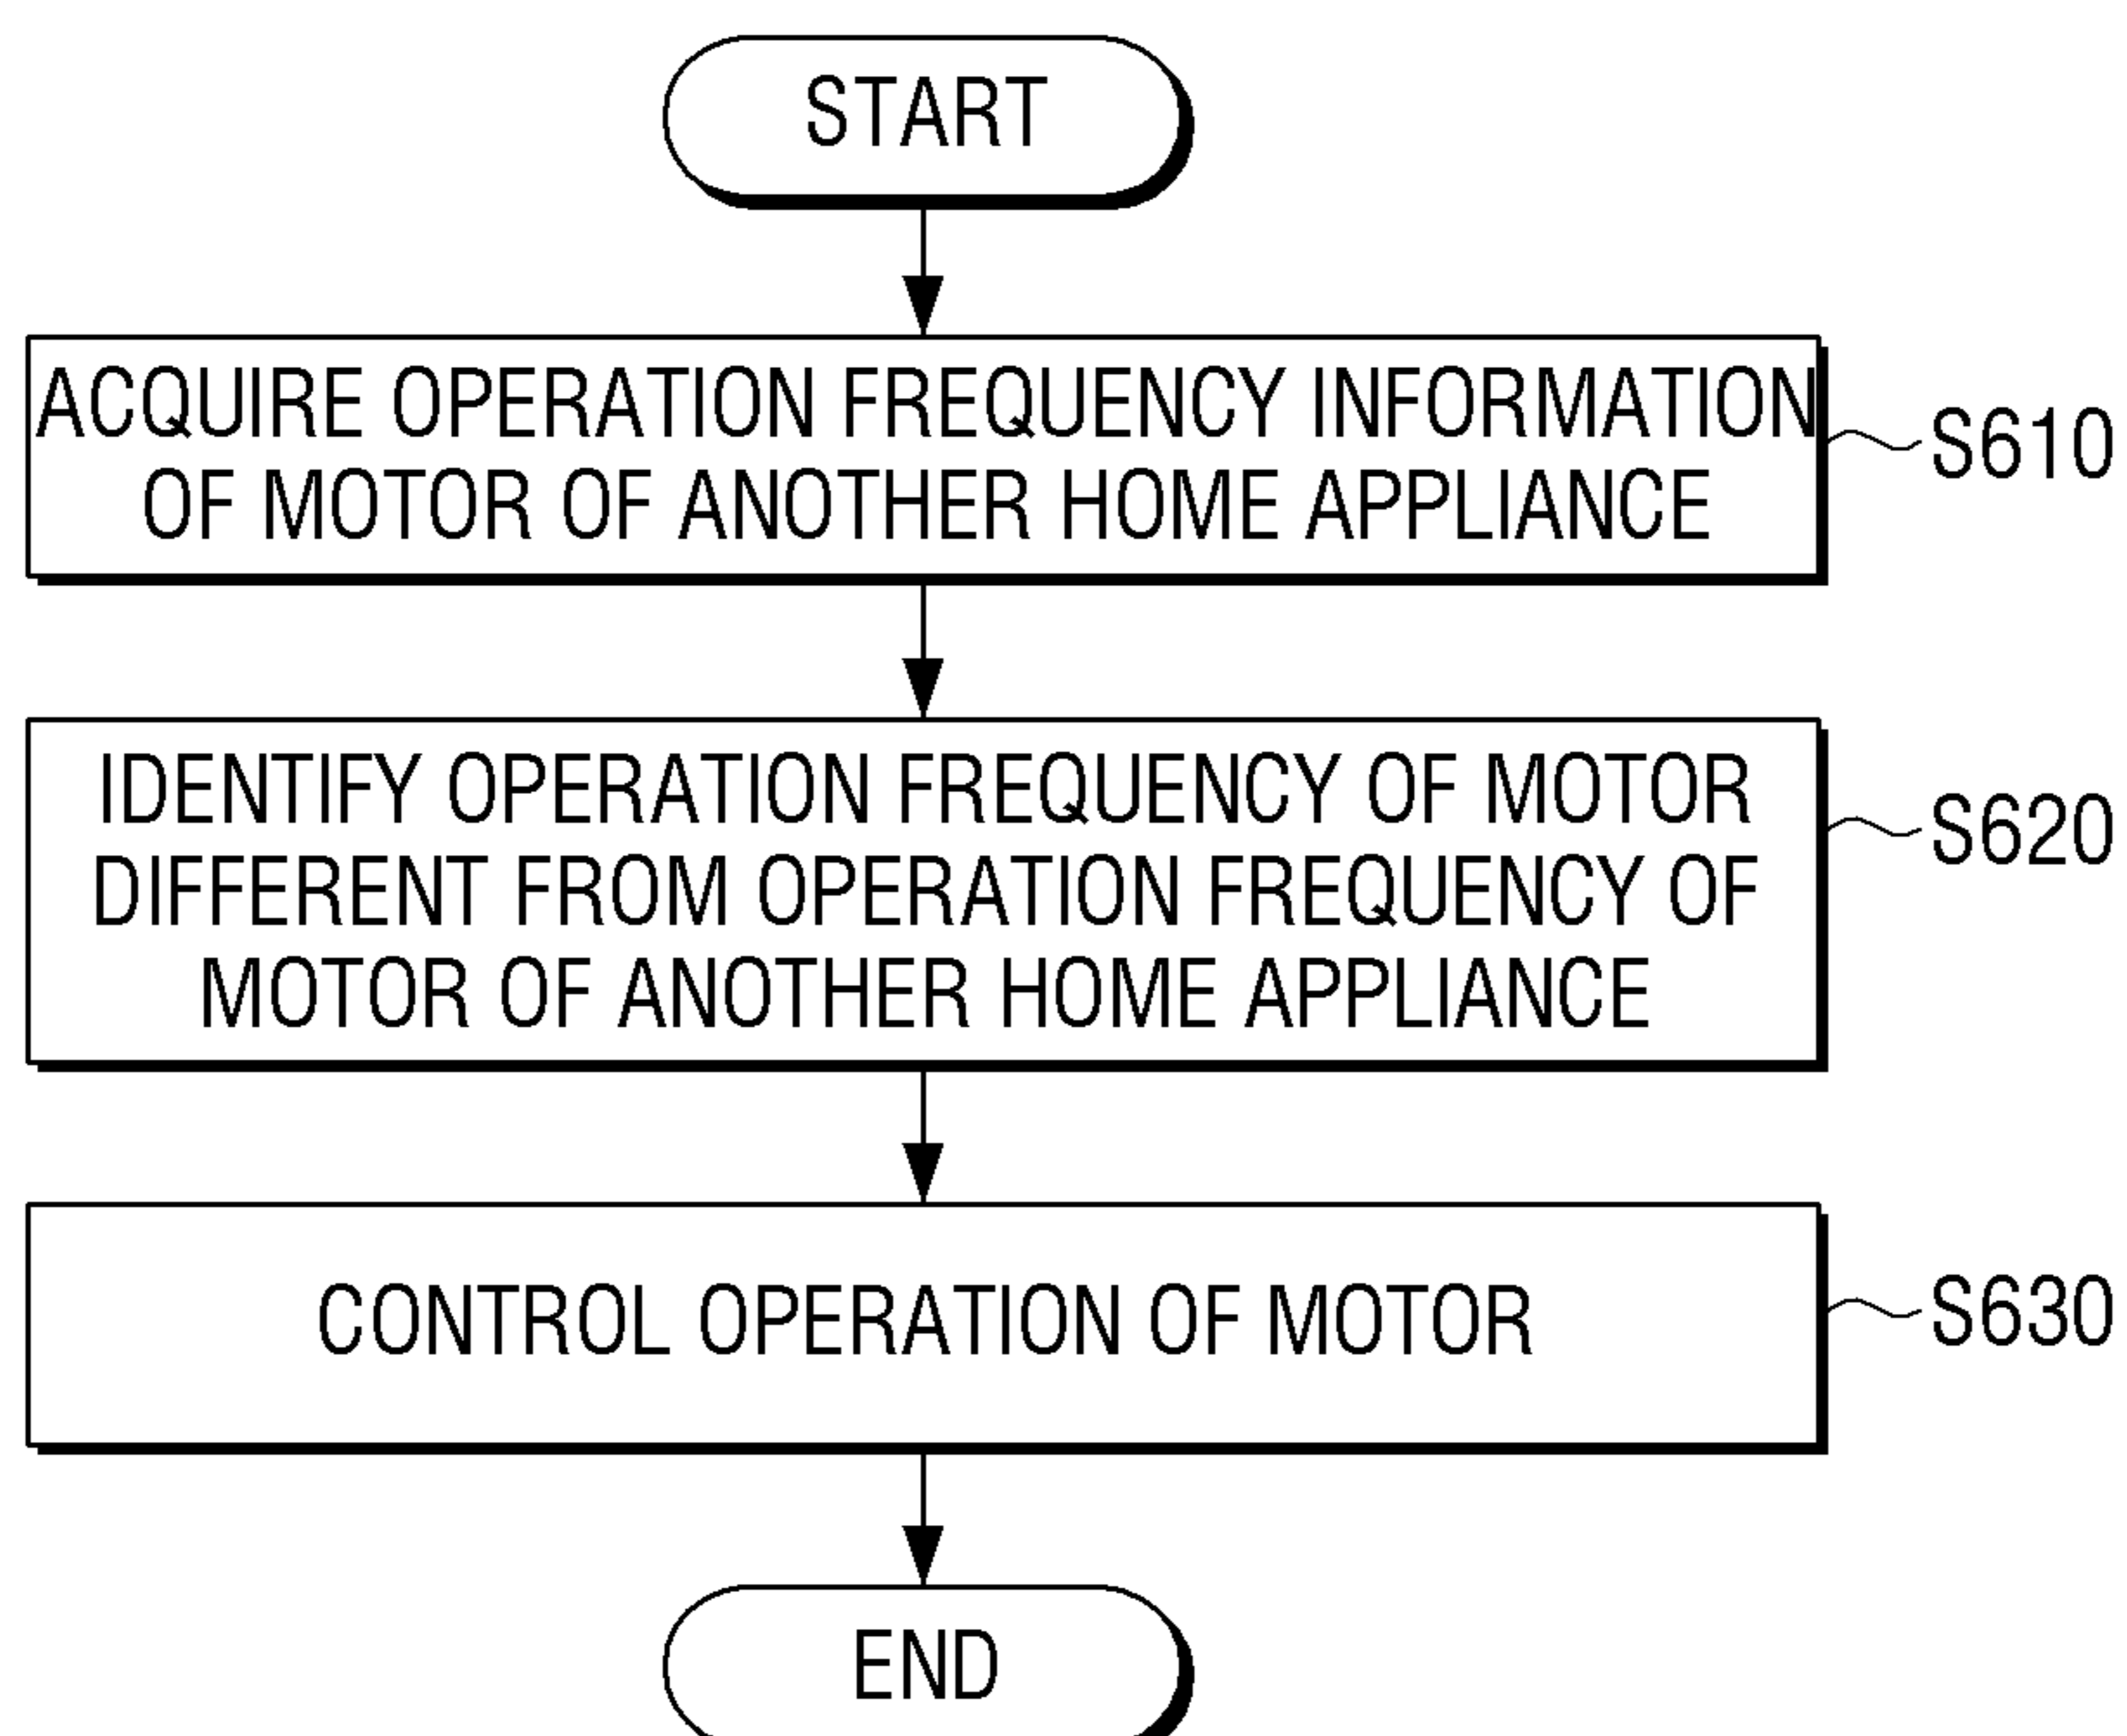 START
ACQUIRE OPERATION FREQUENCY INFORMATION
OF MOTOR OF ANOTHER HOME APPLIANCE
S610
IDENTIFY OPERATION FREQUENCY OF MOTOR
DIFFERENT FROM OPERATION FREQUENCY OF
MOTOR OF ANOTHER HOME APPLIANCE
S620
CONTROL OPERATION OF MOTOR
S630
END